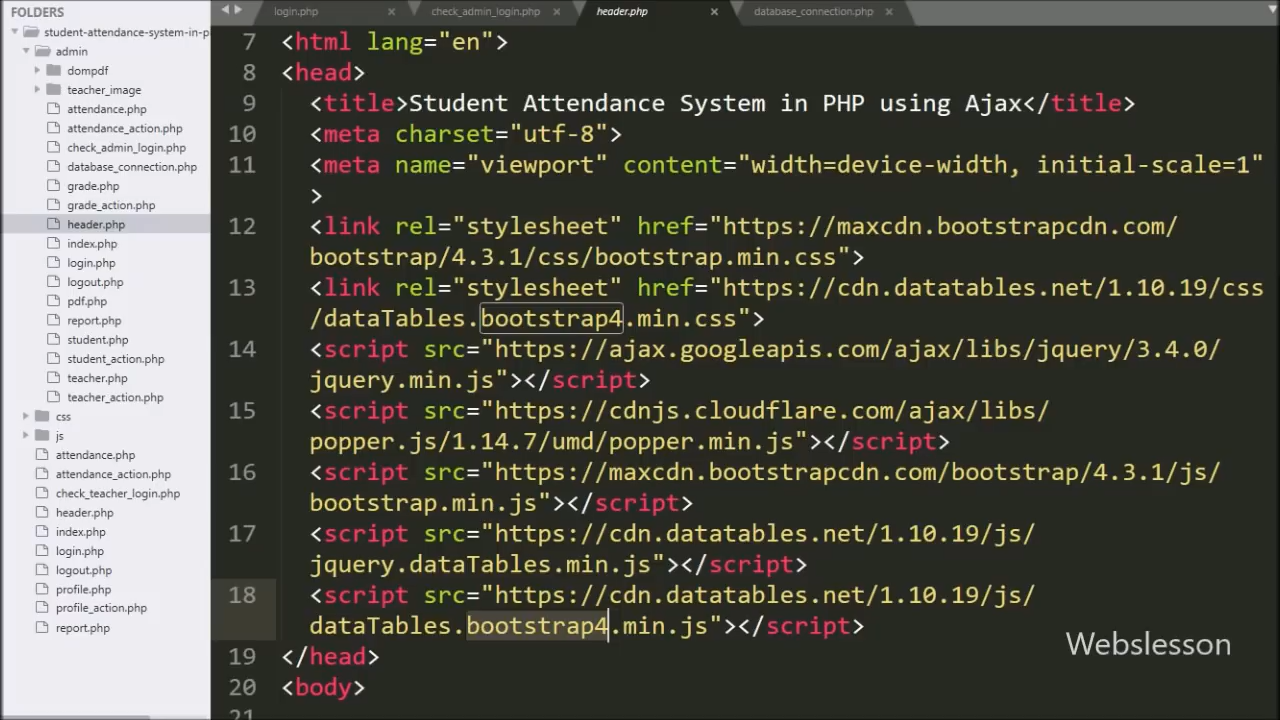 FOLDERS
student-attendance-system-in-p
admin
dompdf
teacher_image
attendance.php
attendance_action.php
check_admin_login.php
database_connection.php
grade.php
grade_action.php
header.php
index.php
login.php
logout.php
pdf.php
report.php
student.php
student_action.php
teacher.php
teacher_action.php
css
js
attendance.php
attendance_action.php
check_teacher_login.php
header.php
index.php
login.php
logout.php
profile.php
profile_action.php
report.php
login.php × check_admin_login.php × header.php × database_connection.php ×
7 <html lang="en">
8 <head>
9 <title>Student Attendance System in PHP using Ajax</title>
10 <meta charset="utf-8">
11 <meta name="viewport" content="width=device-width, initial-scale=1"
>
12 <link rel="stylesheet" href="https://maxcdn.bootstrapcdn.com/
bootstrap/4.3.1/css/bootstrap.min.css">
13 <link rel="stylesheet" href="https://cdn.datatables.net/1.10.19/css
/dataTables.bootstrap4.min.css">
14 <script src="https://ajax.googleapis.com/ajax/libs/jquery/3.4.0/
jquery.min.js"></script>
15 <script src="https://cdnjs.cloudflare.com/ajax/libs/
popper.js/1.14.7/umd/popper.min.js"></script>
16 <script src="https://maxcdn.bootstrapcdn.com/bootstrap/4.3.1/js/
bootstrap.min.js"></script>
17 <script src="https://cdn.datatables.net/1.10.19/js/
jquery.dataTables.min.js"></script>
18 <script src="https://cdn.datatables.net/1.10.19/js/
dataTables.bootstrap4.min.js"></script>
19 </head>
20 <body>
21
Webslesson